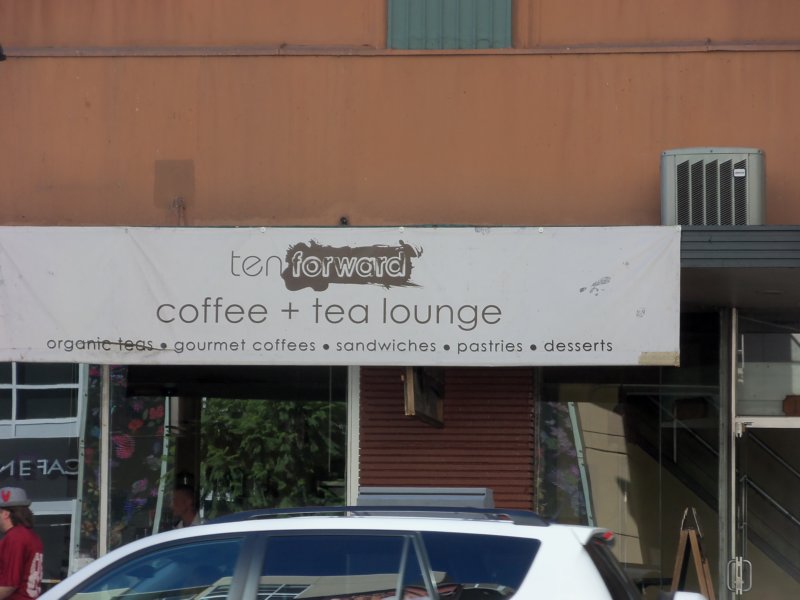 ten forward
coffee + tea lounge
organic teas • gourmet coffees • sandwiches • pastries • desserts